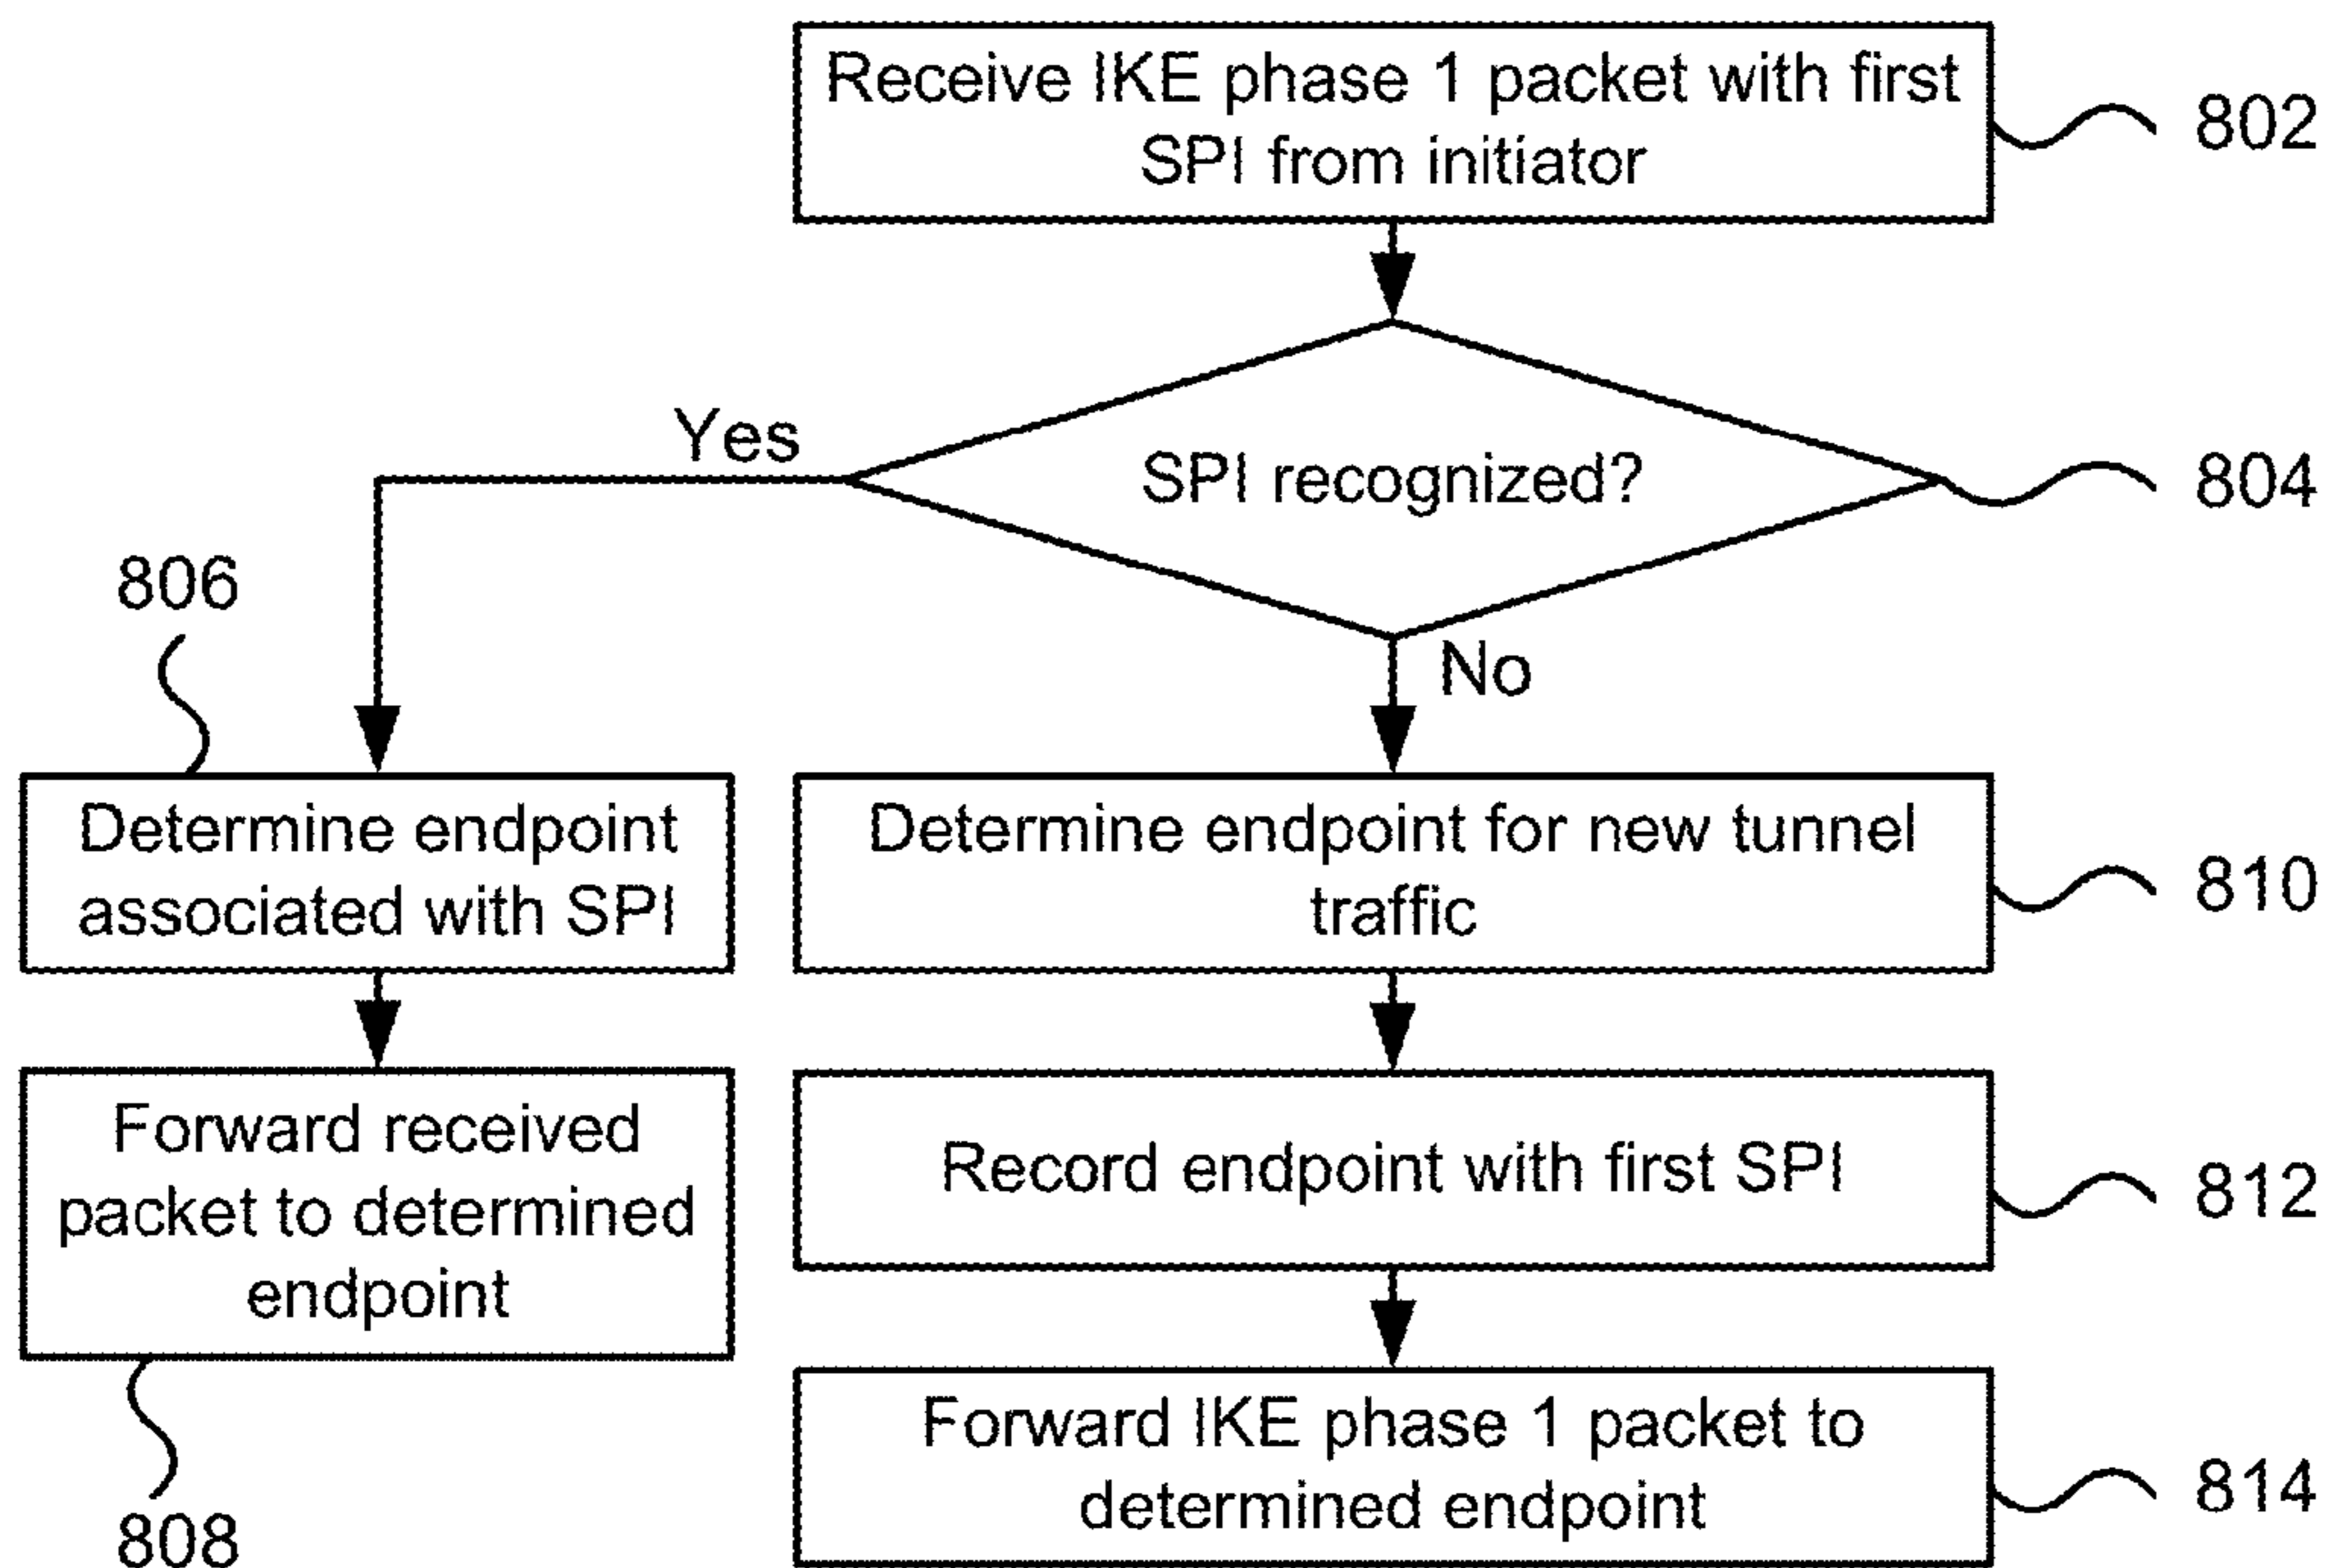 Receive IKE phase 1 packet with first
SPI from initiator
802
Yes
SPI recognized?
804
No
806
Determine endpoint
associated with SPI
Determine endpoint for new tunnel
traffic
810
Forward received
packet to determined
endpoint
808
Record endpoint with first SPI
812
Forward IKE phase 1 packet to
determined endpoint
814